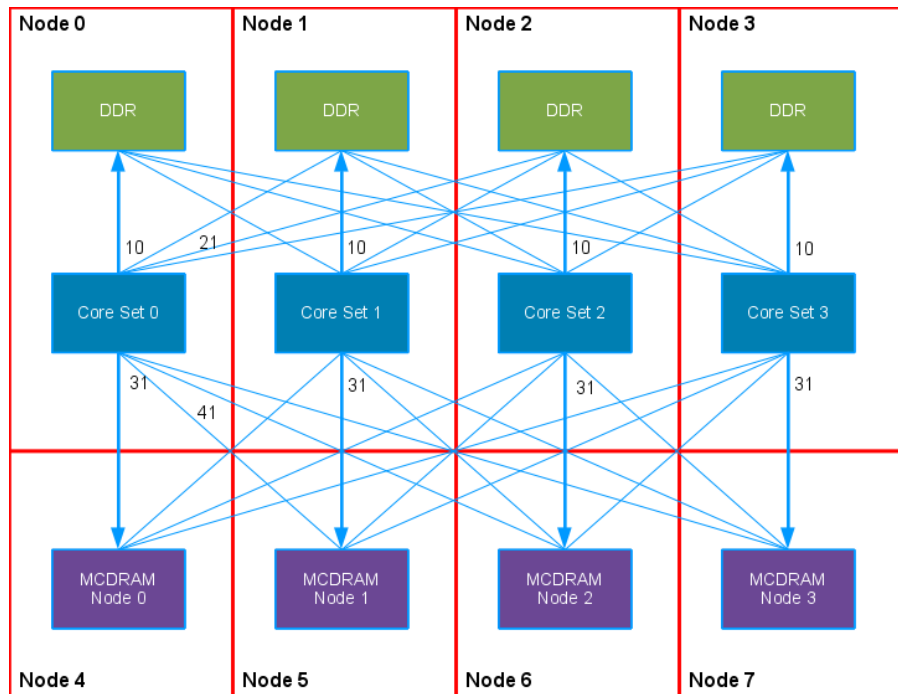 Node 0
Node 1
Node 2
Node 3
DDR
DDR
DDR
DDR
10
21
10
10
10
Core Set 0
Core Set 1
Core Set 2
Core Set 3
31
41
31
31
31
MCDRAM
Node 0
MCDRAM
Node 1
MCDRAM
Node 2
MCDRAM
Node 3
Node 4
Node 5
Node 6
Node 7